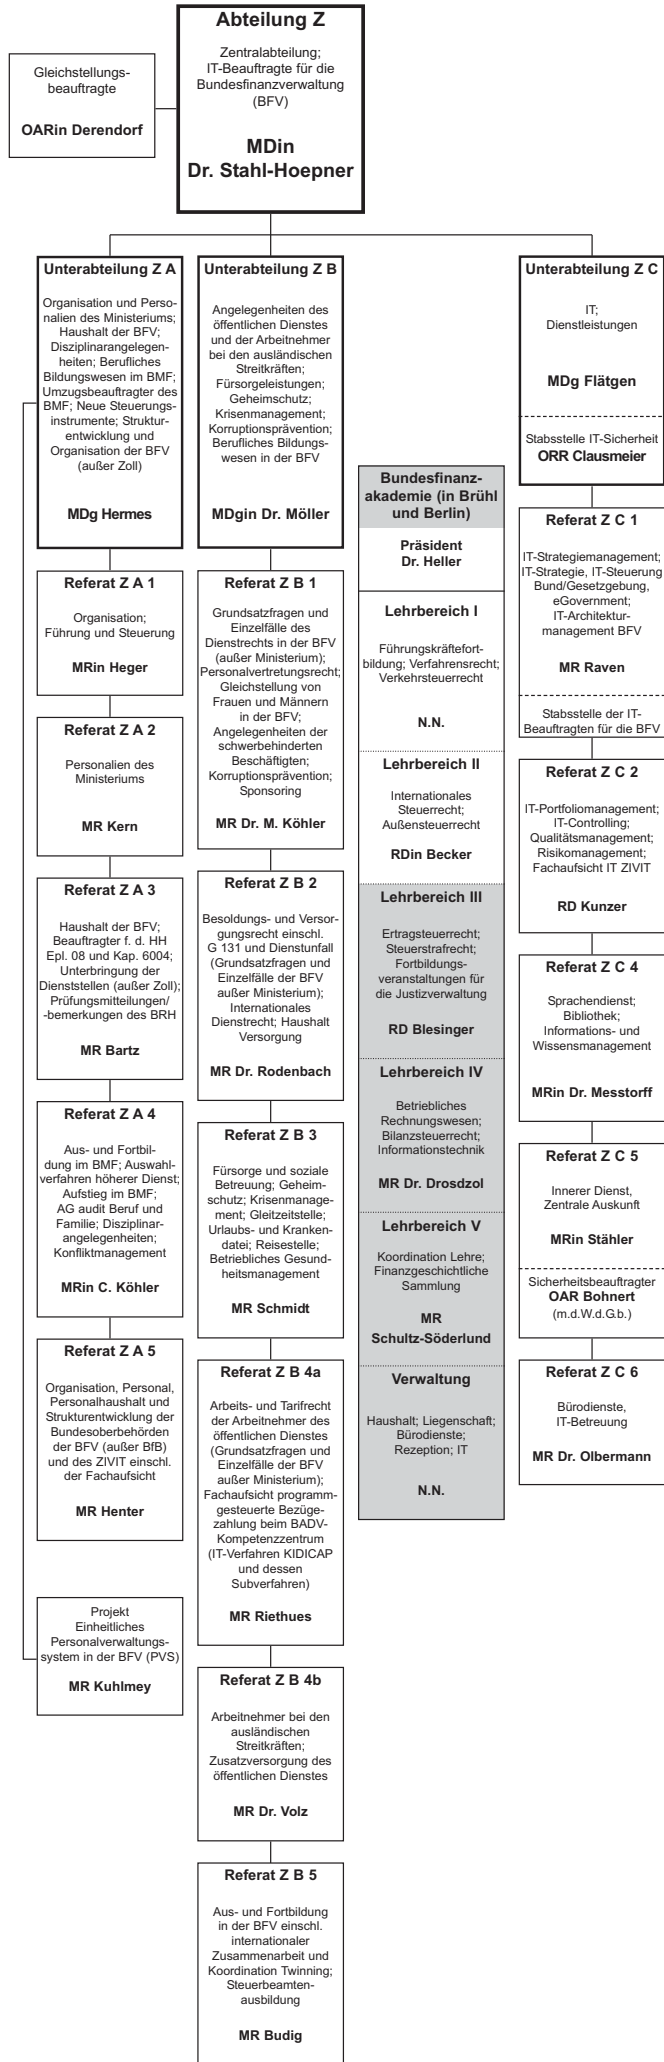 Abteilung Z
Zentralabteilung;
IT-Beauftragte für die
Bundesfinanzverwaltung
(BFV)
MDin
Dr. Stahl-Hoepner
Gleichstellungs-
beauftragte
OARin Derendorf
Unterabteilung Z A
Organisation und Perso-
nalien des Ministeriums;
Haushalt der BFV;
Disziplinarangelegen-
heiten; Berufliches
Bildungswesen im BMF;
Umzugsbeauftragter des
BMF; Neue Steuerungs-
instrumente; Struktur-
entwicklung und
Organisation der BFV
(außer Zoll)
MDg Hermes
Referat Z A 1
Organisation;
Führung und Steuerung
MRin Heger
Referat Z A 2
Personalien des
Ministeriums
MR Kern
Referat Z A 3
Haushalt der BFV;
Beauftragter f. d. HH
Epl. 08 und Kap. 6004;
Unterbringung der
Dienststellen (außer Zoll);
Prüfungsmitteilungen/
-bemerkungen des BRH
MR Bartz
Referat Z A 4
Aus- und Fortbil-
dung im BMF; Auswahl-
verfahren höherer Dienst;
Aufstieg im BMF;
AG audit Beruf und
Familie; Disziplinar-
angelegenheiten;
Konfliktmanagement
MRin C. Köhler
Referat Z A 5
Organisation, Personal,
Personalhaushalt und
Strukturentwicklung der
Bundesoberbehörden
der BFV (außer BfB)
und des ZIVIT einschl.
der Fachaufsicht
MR Henter
Projekt
Einheitliches
Personalverwaltungs-
system in der BFV (PVS)
MR Kuhlmey
Unterabteilung Z B
Angelegenheiten des
öffentlichen Dienstes
und der Arbeitnehmer
bei den ausländischen
Streitkräften;
Fürsorgeleistungen;
Geheimschutz;
Krisenmanagement;
Korruptionsprävention;
Berufliches Bildungs-
wesen in der BFV
MDgin Dr. Möller
Referat Z B 1
Grundsatzfragen und
Einzelfälle des
Dienstrechts in der BFV
(außer Ministerium);
Personalvertretungsrecht;
Gleichstellung von
Frauen und Männern
in der BFV;
Angelegenheiten der
schwerbehinderten
Beschäftigten;
Korruptionsprävention;
Sponsoring
MR Dr. M. Köhler
Referat Z B 2
Besoldungs- und Versor-
gungsrecht einschl.
G 131 und Dienstunfall
(Grundsatzfragen und
Einzelfälle der BFV
außer Ministerium);
Internationales
Dienstrecht; Haushalt
Versorgung
MR Dr. Rodenbach
Referat Z B 3
Fürsorge und soziale
Betreuung; Geheim-
schutz; Krisenmanage-
ment; Gleitzeitstelle;
Urlaubs- und Kranken-
datei; Reisestelle;
Betriebliches Gesund-
heitsmanagement
MR Schmidt
Referat Z B 4a
Arbeits- und Tarifrecht
der Arbeitnehmer des
öffentlichen Dienstes
(Grundsatzfragen und
Einzelfälle der BFV
außer Ministerium);
Fachaufsicht programm-
gesteuerte Bezüge-
zahlung beim BADV-
Kompetenzzentrum
(IT-Verfahren KIDICAP
und dessen
Subverfahren)
MR Riethues
Referat Z B 4b
Arbeitnehmer bei den
ausländischen
Streitkräften;
Zusatzversorgung des
öffentlichen Dienstes
MR Dr. Volz
Referat Z B 5
Aus- und Fortbildung
in der BFV einschl.
internationaler
Zusammenarbeit und
Koordination Twinning;
Steuerbeamten-
ausbildung
MR Budig
Bundesfinanz-
akademie (in Brühl
und Berlin)
Präsident
Dr. Heller
Lehrbereich I
Führungskräftefort-
bildung; Verfahrensrecht;
Verkehrsteuerrecht
N.N.
Lehrbereich II
Internationales
Steuerrecht;
Außensteuerrecht
RDin Becker
Lehrbereich III
Ertragsteuerrecht;
Steuerstrafrecht;
Fortbildungs-
veranstaltungen für
die Justizverwaltung
RD Blesinger
Lehrbereich IV
Betriebliches
Rechnungswesen;
Bilanzsteuerrecht;
Informationstechnik
MR Dr. Drosdzol
Lehrbereich V
Koordination Lehre;
Finanzgeschichtliche
Sammlung
MR
Schultz-Söderlund
Verwaltung
Haushalt; Liegenschaft;
Bürodienste;
Rezeption; IT
N.N.
Unterabteilung Z C
IT;
Dienstleistungen
MDg Flätgen
Stabsstelle IT-Sicherheit
ORR Clausmeier
Referat Z C 1
IT-Strategiemanagement;
IT-Strategie, IT-Steuerung
Bund/Gesetzgebung,
eGovernment;
IT-Architektur-
management BFV
MR Raven
Stabsstelle der IT-
Beauftragten für die BFV
Referat Z C 2
IT-Portfoliomanagement;
IT-Controlling;
Qualitätsmanagement;
Risikomanagement;
Fachaufsicht IT ZIVIT
RD Kunzer
Referat Z C 4
Sprachendienst;
Bibliothek;
Informations- und
Wissensmanagement
MRin Dr. Messtorff
Referat Z C 5
Innerer Dienst,
Zentrale Auskunft
MRin Stähler
Sicherheitsbeauftragter
OAR Bohnert
(m.d.W.d.G.b.)
Referat Z C 6
Bürodienste,
IT-Betreuung
MR Dr. Olbermann